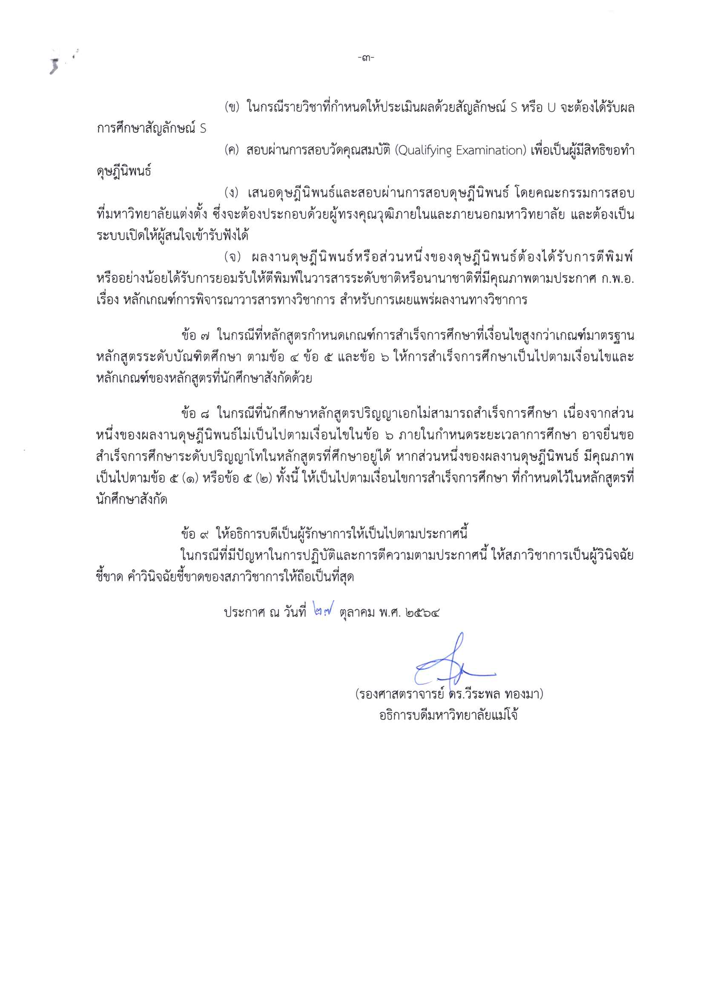 -๓-
(ข) ในกรณีรายวิชาที่กำหนดให้ประเมินผลด้วยสัญลักษณ์ S หรือ U จะต้องได้รับผล
การศึกษาสัญลักษณ์ S
(ค) สอบผ่านการสอบวัดคุณสมบัติ (Qualifying Examination) เพื่อเป็นผู้มีสิทธิขอทำ
ดุษฎีนิพนธ์
(ง) เสนอดุษฎีนิพนธ์และสอบผ่านการสอบดุษฎีนิพนธ์ โดยคณะกรรมการสอบ
ที่มหาวิทยาลัยแต่งตั้ง ซึ่งจะต้องประกอบด้วยผู้ทรงคุณวุฒิภายในและภายนอกมหาวิทยาลัย และต้องเป็น
ระบบเปิดให้ผู้สนใจเข้ารับฟังได้
(จ) ผลงานดุษฎีนิพนธ์หรือส่วนหนึ่งของดุษฎีนิพนธ์ต้องได้รับการตีพิมพ์
หรืออย่างน้อยได้รับการยอมรับให้ตีพิมพ์ในวารสารระดับชาติหรือนานาชาติที่มีคุณภาพตามประกาศ ก.พ.อ.
เรื่อง หลักเกณฑ์การพิจารณาวารสารทางวิชาการ สำหรับการเผยแพร่ผลงานทางวิชาการ
ข้อ ๗ ในกรณีที่หลักสูตรกำหนดเกณฑ์การสำเร็จการศึกษาที่เงื่อนไขสูงกว่าเกณฑ์มาตรฐาน
หลักสูตรระดับบัณฑิตศึกษา ตามข้อ ๔ ข้อ ๕ และข้อ ๖ ให้การสำเร็จการศึกษาเป็นไปตามเงื่อนไขและ
หลักเกณฑ์ของหลักสูตรที่นักศึกษาสังกัดด้วย
ข้อ ๘ ในกรณีที่นักศึกษาหลักสูตรปริญญาเอกไม่สามารถสำเร็จการศึกษา เนื่องจากส่วน
หนึ่งของผลงานดุษฎีนิพนธ์ไม่เป็นไปตามเงื่อนไขในข้อ ๖ ภายในกำหนดระยะเวลาการศึกษา อาจยื่นขอ
สำเร็จการศึกษาระดับปริญญาโทในหลักสูตรที่ศึกษาอยู่ได้ หากส่วนหนึ่งของผลงานดุษฎีนิพนธ์ มีคุณภาพ
เป็นไปตามข้อ ๕ (๑) หรือข้อ ๕ (๒) ทั้งนี้ ให้เป็นไปตามเงื่อนไขการสำเร็จการศึกษา ที่กำหนดไว้ในหลักสูตรที่
นักศึกษาสังกัด
ข้อ ๙ ให้อธิการบดีเป็นผู้รักษาการให้เป็นไปตามประกาศนี้
ในกรณีที่มีปัญหาในการปฏิบัติและการตีความตามประกาศนี้ ให้สภาวิชาการเป็นผู้วินิจฉัย
ชี้ขาด คำวินิจฉัยชี้ขาดของสภาวิชาการให้ถือเป็นที่สุด
ประกาศ ณ วันที่ ๒๗ ตุลาคม พ.ศ. ๒๕๖๔
(รองศาสตราจารย์ ดร.วีระพล ทองมา)
อธิการบดีมหาวิทยาลัยแม่โจ้